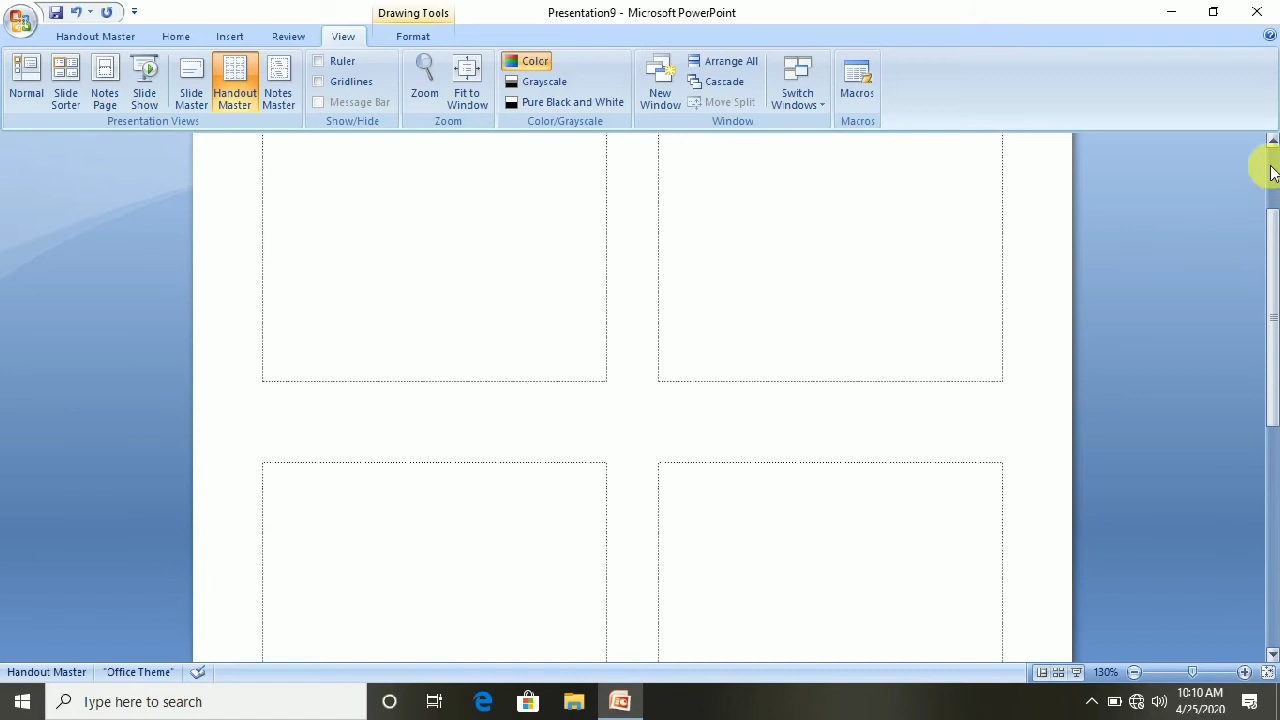 Drawing Tools
Presentation9 - Microsoft PowerPoint
Handout Master Home Insert Review View Format
Normal
Slide Sorter
Notes Page
Slide Show
Slide Master
Handout Master
Notes Master
Presentation Views
Ruler
Gridlines
Message Bar
Show/Hide
Zoom
Fit to Window
Zoom
Color
Grayscale
Pure Black and White
Color/Grayscale
New Window
Arrange All
Cascade
Move Split
Switch Windows
Window
Macros
Macros
Handout Master "Office Theme" 130%
Type here to search
10:10 AM
4/25/2020